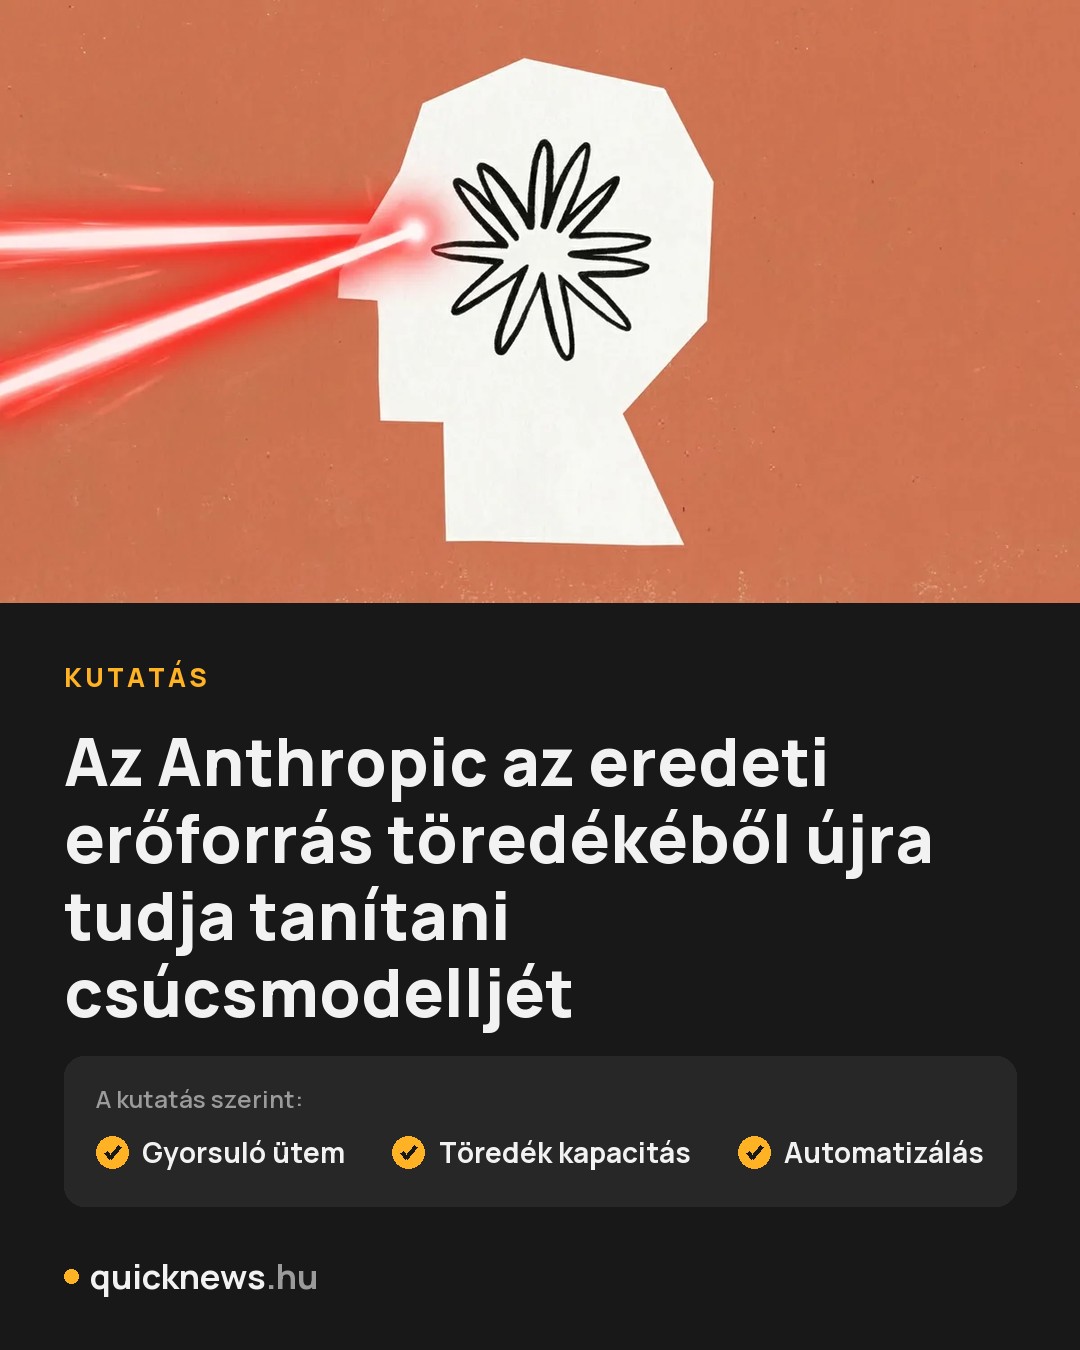 KUTATÁS
Az Anthropic az eredeti
erőforrás töredékéből újra
tudja tanítani
csúcsmodelljét
A kutatás szerint:
Gyorsuló ütem Töredék kapacitás Automatizálás
quicknews.hu